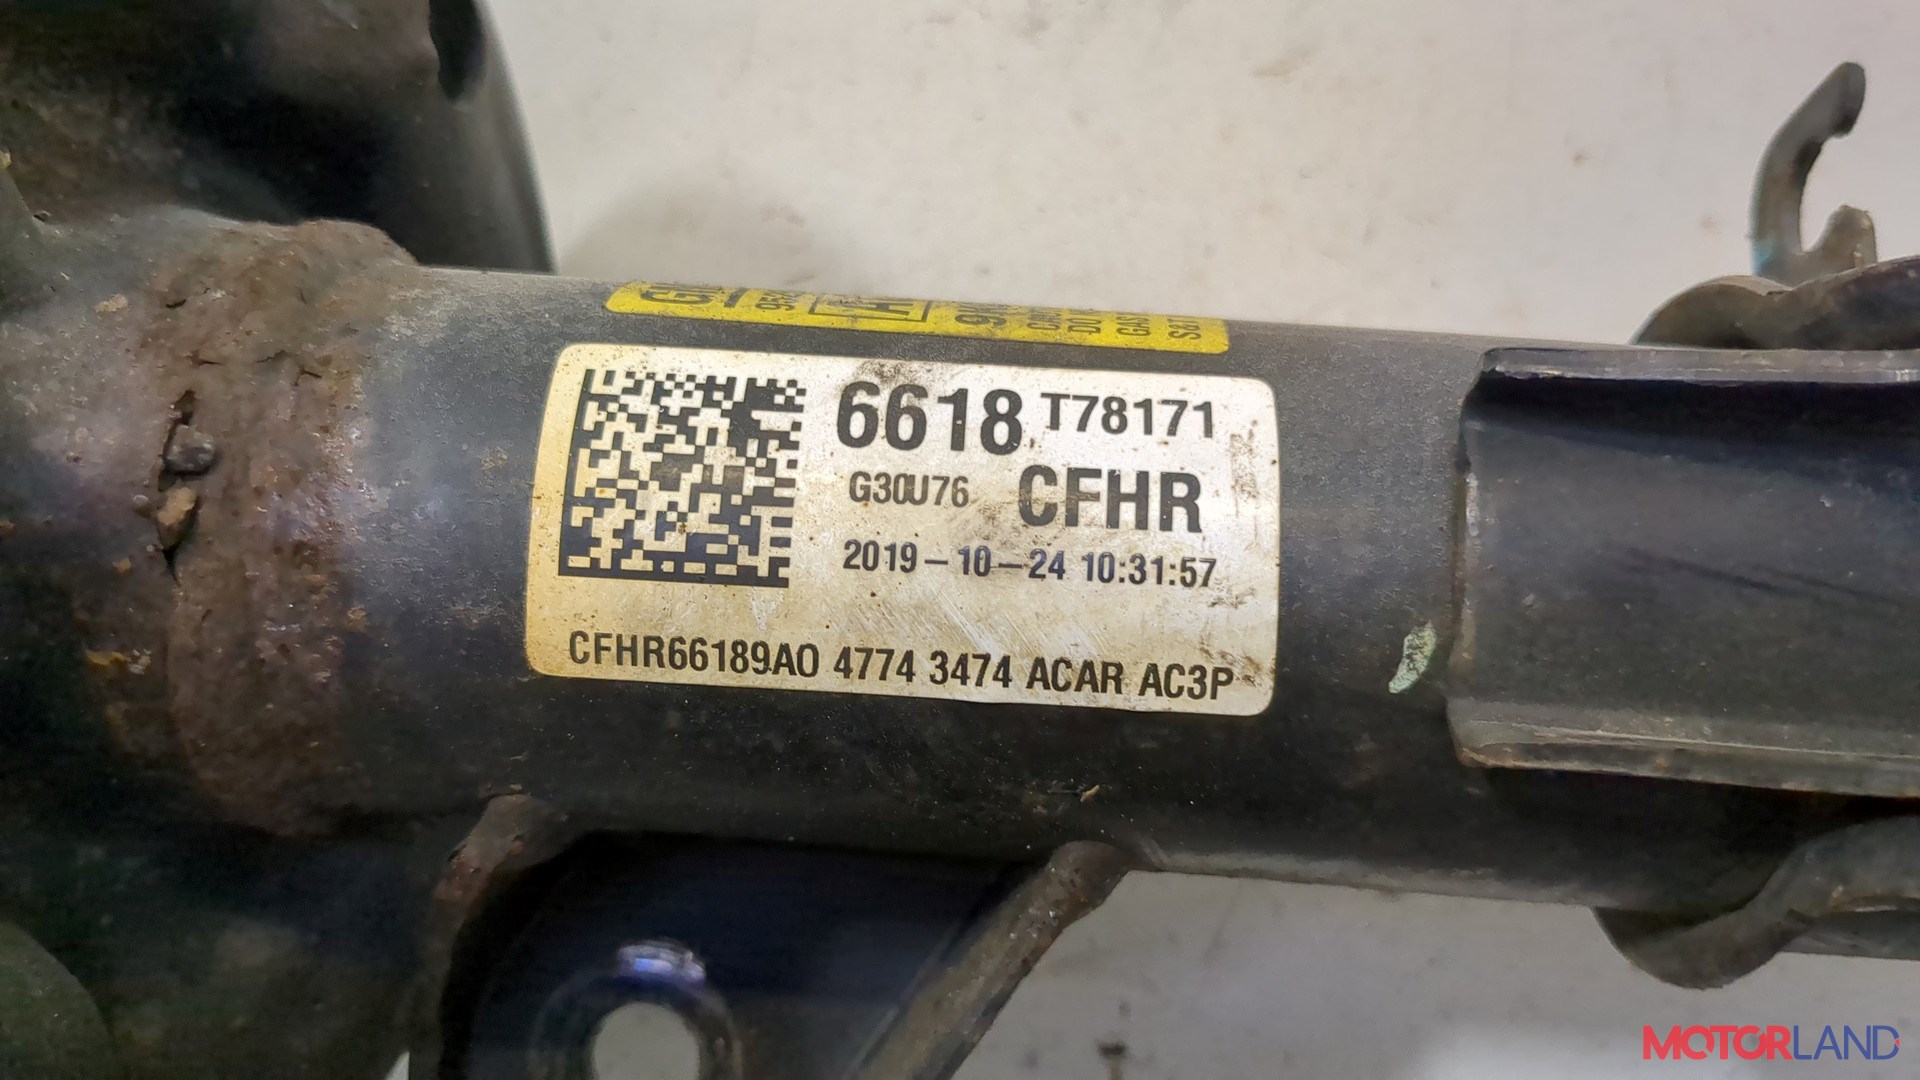 6618 T78171
G30U76 CFHR
2019-10-24 10:31:57
CFHR66189A0 4774 3474 ACAR AC3P
MOTORLAND